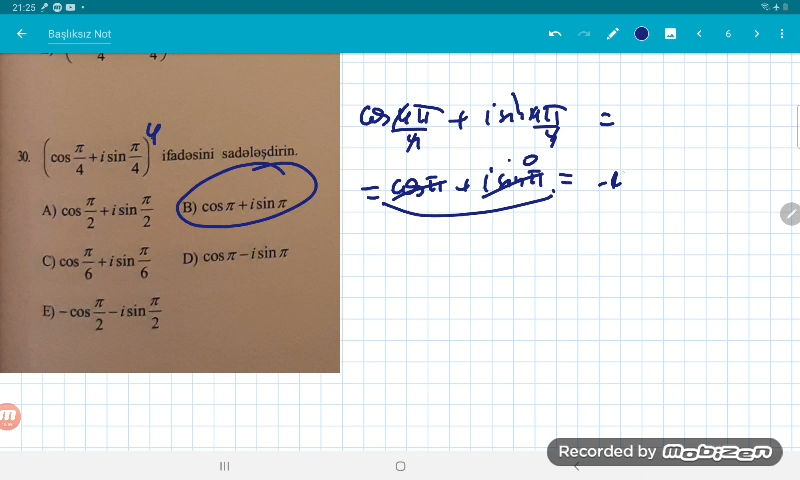 21:25
Başlıksız Not
6
30. (cos π/4 + i sin π/4)^4 ifadəsini sadələşdirin.
A) cos π/2 + i sin π/2
B) cos π + i sin π
C) cos π/6 + i sin π/6
D) cos π − i sin π
E) − cos π/2 − i sin π/2
cos 4π/4 + i sin 4π/4 =
= cos π + i sin π = -1
0
Recorded by mobizen